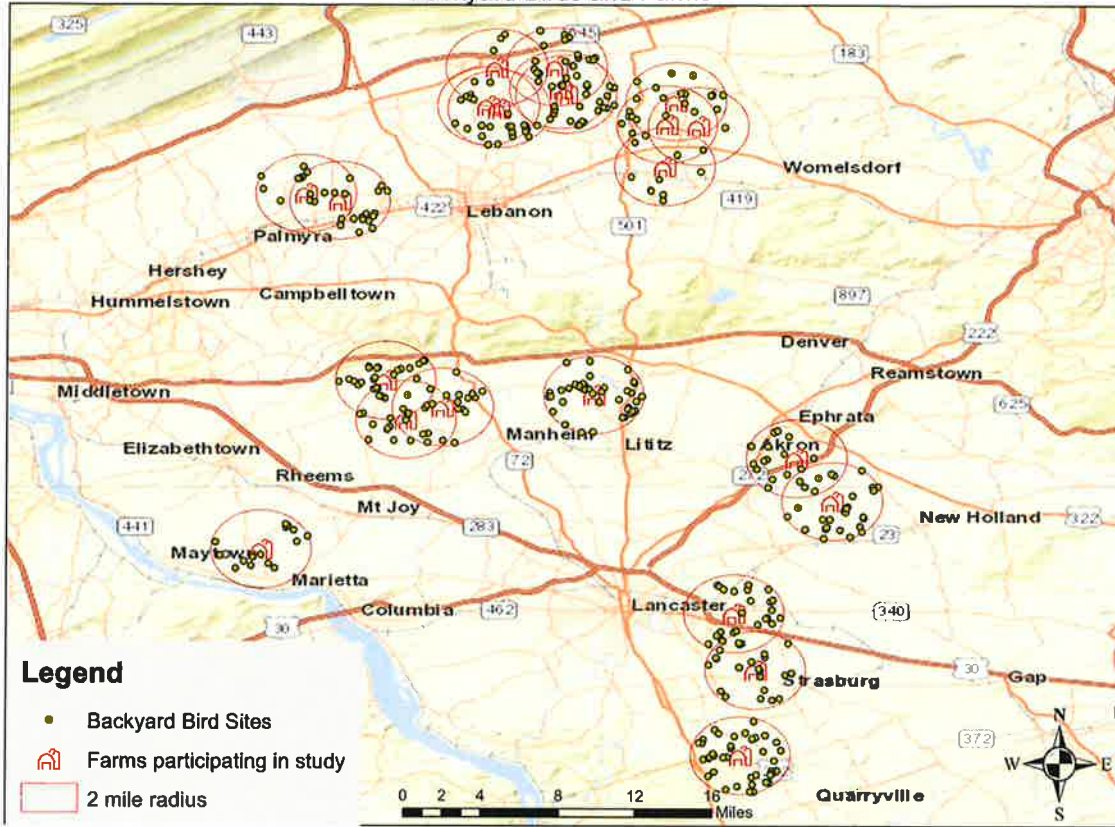 325
443
645
183
Womelsdorf
Lebanon
422
419
501
Palmyra
Hershey
Hummelstown
Campbelltown
897
222
Denver
Reamstown
Middletown
625
Ephrata
Manheim
Lititz
Akron
Elizabethtown
72
Rheems
Mt Joy
441
283
New Holland
322
23
Maytown
Marietta
Columbia
462
Lancaster
340
30
30
Gap
Strasburg
372
Quarryville
Legend
Backyard Bird Sites
Farms participating in study
2 mile radius
0 2 4 8 12 16
Miles
N
W E
S